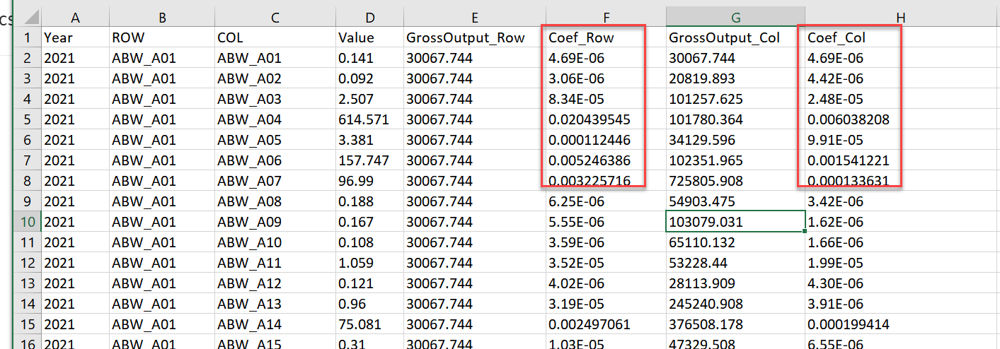 cs
A B C D E F G H
1 Year ROW COL Value GrossOutput_Row Coef_Row GrossOutput_Col Coef_Col
2 2021 ABW_A01 ABW_A01 0.141 30067.744 4.69E-06 30067.744 4.69E-06
3 2021 ABW_A01 ABW_A02 0.092 30067.744 3.06E-06 20819.893 4.42E-06
4 2021 ABW_A01 ABW_A03 2.507 30067.744 8.34E-05 101257.625 2.48E-05
5 2021 ABW_A01 ABW_A04 614.571 30067.744 0.020439545 101780.364 0.006038208
6 2021 ABW_A01 ABW_A05 3.381 30067.744 0.000112446 34129.596 9.91E-05
7 2021 ABW_A01 ABW_A06 157.747 30067.744 0.005246386 102351.965 0.001541221
8 2021 ABW_A01 ABW_A07 96.99 30067.744 0.003225716 725805.908 0.000133631
9 2021 ABW_A01 ABW_A08 0.188 30067.744 6.25E-06 54903.475 3.42E-06
10 2021 ABW_A01 ABW_A09 0.167 30067.744 5.55E-06 103079.031 1.62E-06
11 2021 ABW_A01 ABW_A10 0.108 30067.744 3.59E-06 65110.132 1.66E-06
12 2021 ABW_A01 ABW_A11 1.059 30067.744 3.52E-05 53228.44 1.99E-05
13 2021 ABW_A01 ABW_A12 0.121 30067.744 4.02E-06 28113.909 4.30E-06
14 2021 ABW_A01 ABW_A13 0.96 30067.744 3.19E-05 245240.908 3.91E-06
15 2021 ABW_A01 ABW_A14 75.081 30067.744 0.002497061 376508.178 0.000199414
16 2021 ABW_A01 ABW_A15 0.31 30067.744 1.03E-05 47329.508 6.55E-06